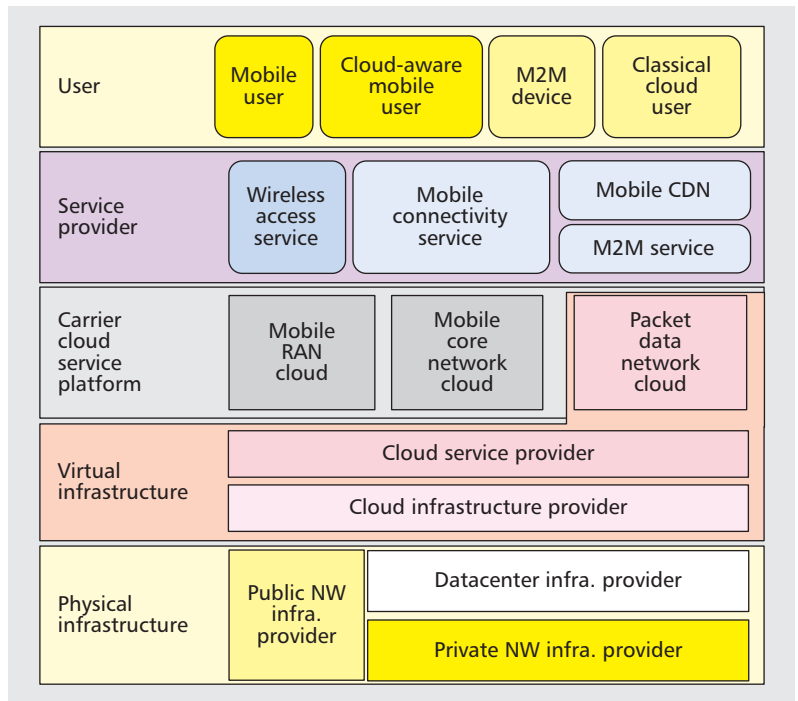 User
Mobile
user
Cloud-aware
mobile
user
M2M
device
Classical
cloud
user
Service
provider
Wireless
access
service
Mobile
connectivity
service
Mobile CDN
M2M service
Carrier
cloud
service
platform
Mobile
RAN
cloud
Mobile
core
network
cloud
Packet
data
network
cloud
Virtual
infrastructure
Cloud service provider
Cloud infrastructure provider
Physical
infrastructure
Public NW
infra.
provider
Datacenter infra. provider
Private NW infra. provider